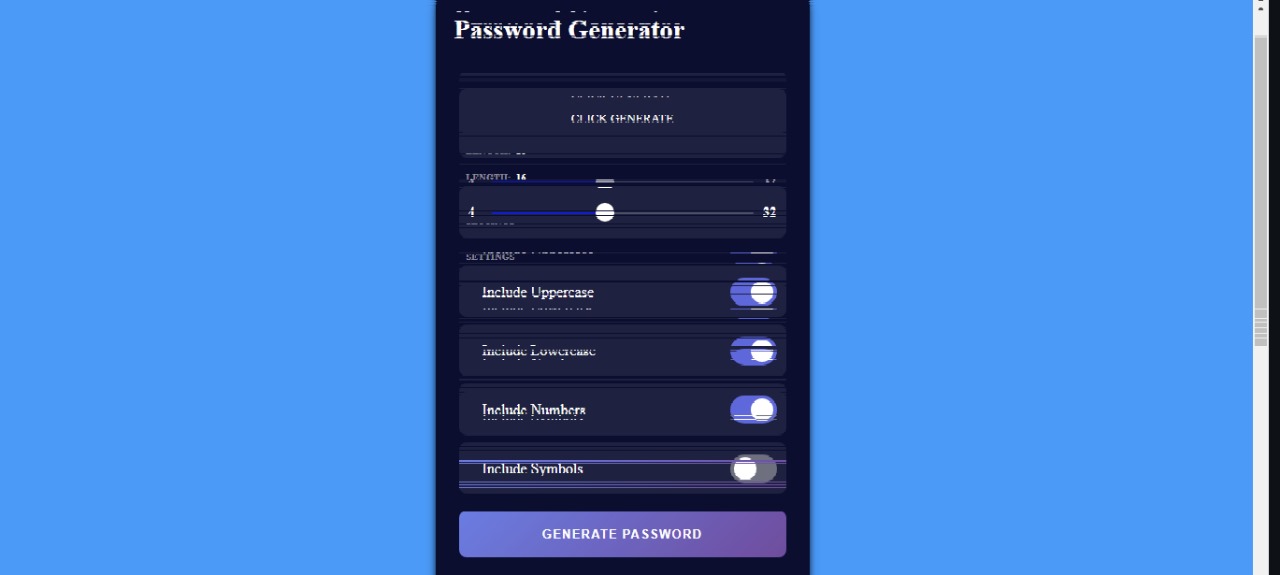 Password Generator
CLICK GENERATE
LENGTH: 16
4 32
SETTINGS
Include Uppercase
Include Lowercase
Include Numbers
Include Symbols
GENERATE PASSWORD